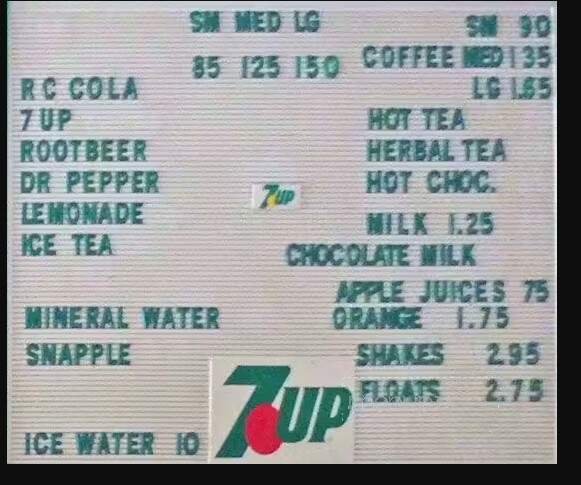 SM MED LG
85 125 150
RC COLA
7 UP
ROOTBEER
DR PEPPER
LEMONADE
ICE TEA
MINERAL WATER
SNAPPLE
ICE WATER 10
7UP
SM 90
COFFEE MED 135
LG 1.65
HOT TEA
HERBAL TEA
HOT CHOC.
MILK 1.25
CHOCOLATE MILK
APPLE JUICES 75
ORANGE 1.75
SHAKES 2.95
FLOATS 2.75
7UP